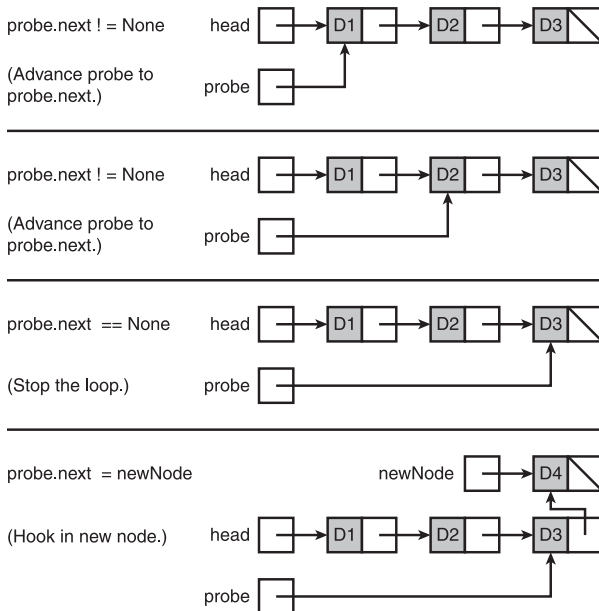 probe.next ! = None head D1 D2 D3
(Advance probe to
probe.next.) probe
probe.next ! = None head D1 D2 D3
(Advance probe to
probe.next.) probe
probe.next == None head D1 D2 D3
(Stop the loop.) probe
probe.next = newNode newNode D4
(Hook in new node.) head D1 D2 D3
probe